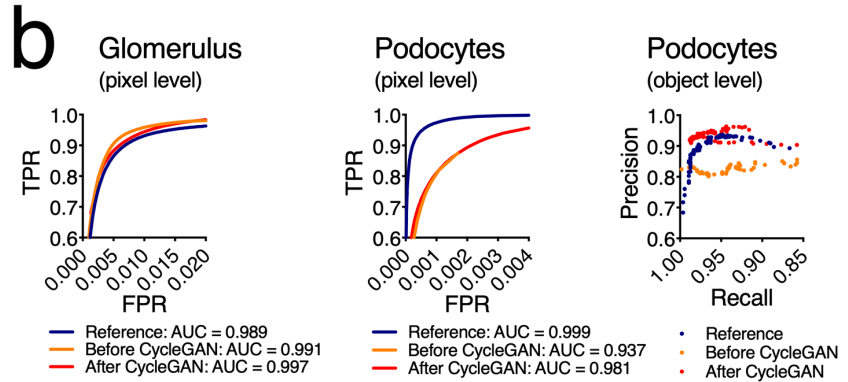 b
Glomerulus
(pixel level)
TPR
1.0
0.9
0.8
0.7
0.6
0.000
0.005
0.010
0.015
0.020
FPR
Reference: AUC = 0.989
Before CycleGAN: AUC = 0.991
After CycleGAN: AUC = 0.997
Podocytes
(pixel level)
TPR
1.0
0.9
0.8
0.7
0.6
0.000
0.001
0.002
0.003
0.004
FPR
Reference: AUC = 0.999
Before CycleGAN: AUC = 0.937
After CycleGAN: AUC = 0.981
Podocytes
(object level)
Precision
1.0
0.9
0.8
0.7
0.6
1.00
0.95
0.90
0.85
Recall
Reference
Before CycleGAN
After CycleGAN